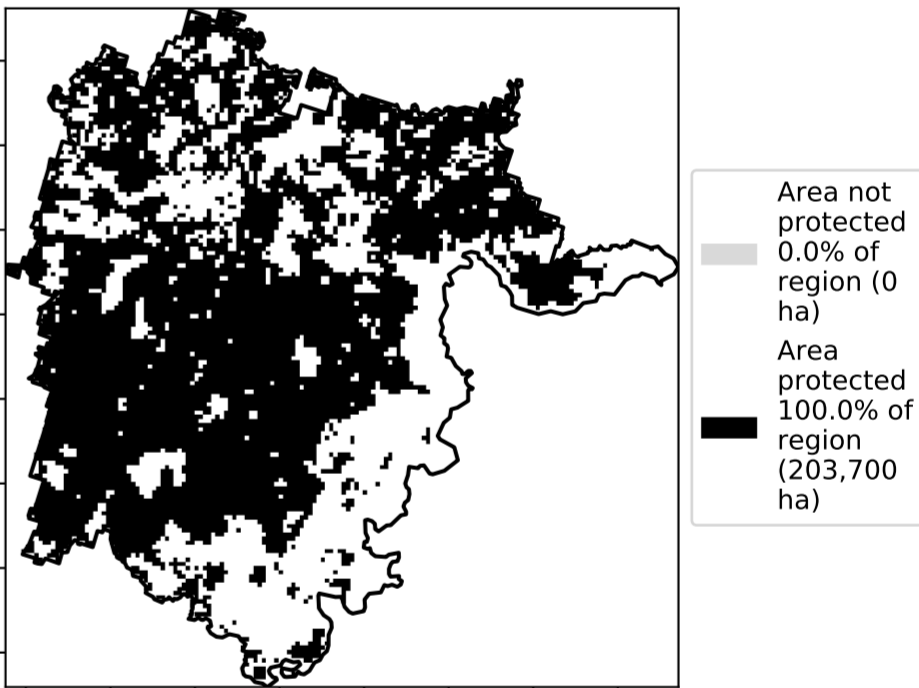 Area not
protected
0.0% of
region (0
ha)
Area
protected
100.0% of
region
(203,700
ha)